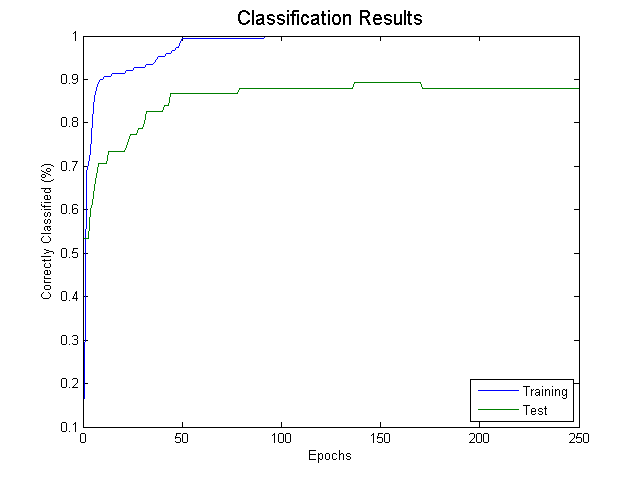 Classification Results
1
0.9
0.8
0.7
0.6
0.5
0.4
0.3
0.2
0.1
Correctly Classified (%)
Training
Test
0 50 100 150 200 250
Epochs